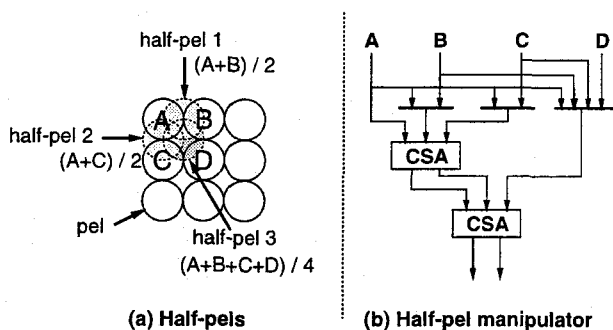 half-pel 1
(A+B) / 2
A B
half-pel 2
(A+C) / 2
C D
pel
half-pel 3
(A+B+C+D) / 4
(a) Half-pels
A B C D
CSA
CSA
(b) Half-pel manipulator